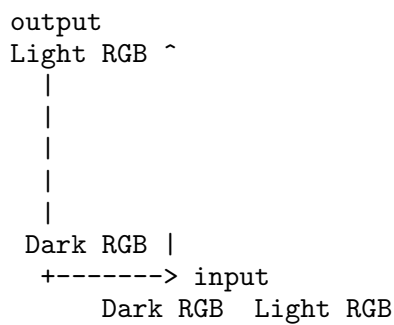 output
Light RGB ^
|
|
|
|
|
Dark RGB |
+-------> input
Dark RGB Light RGB